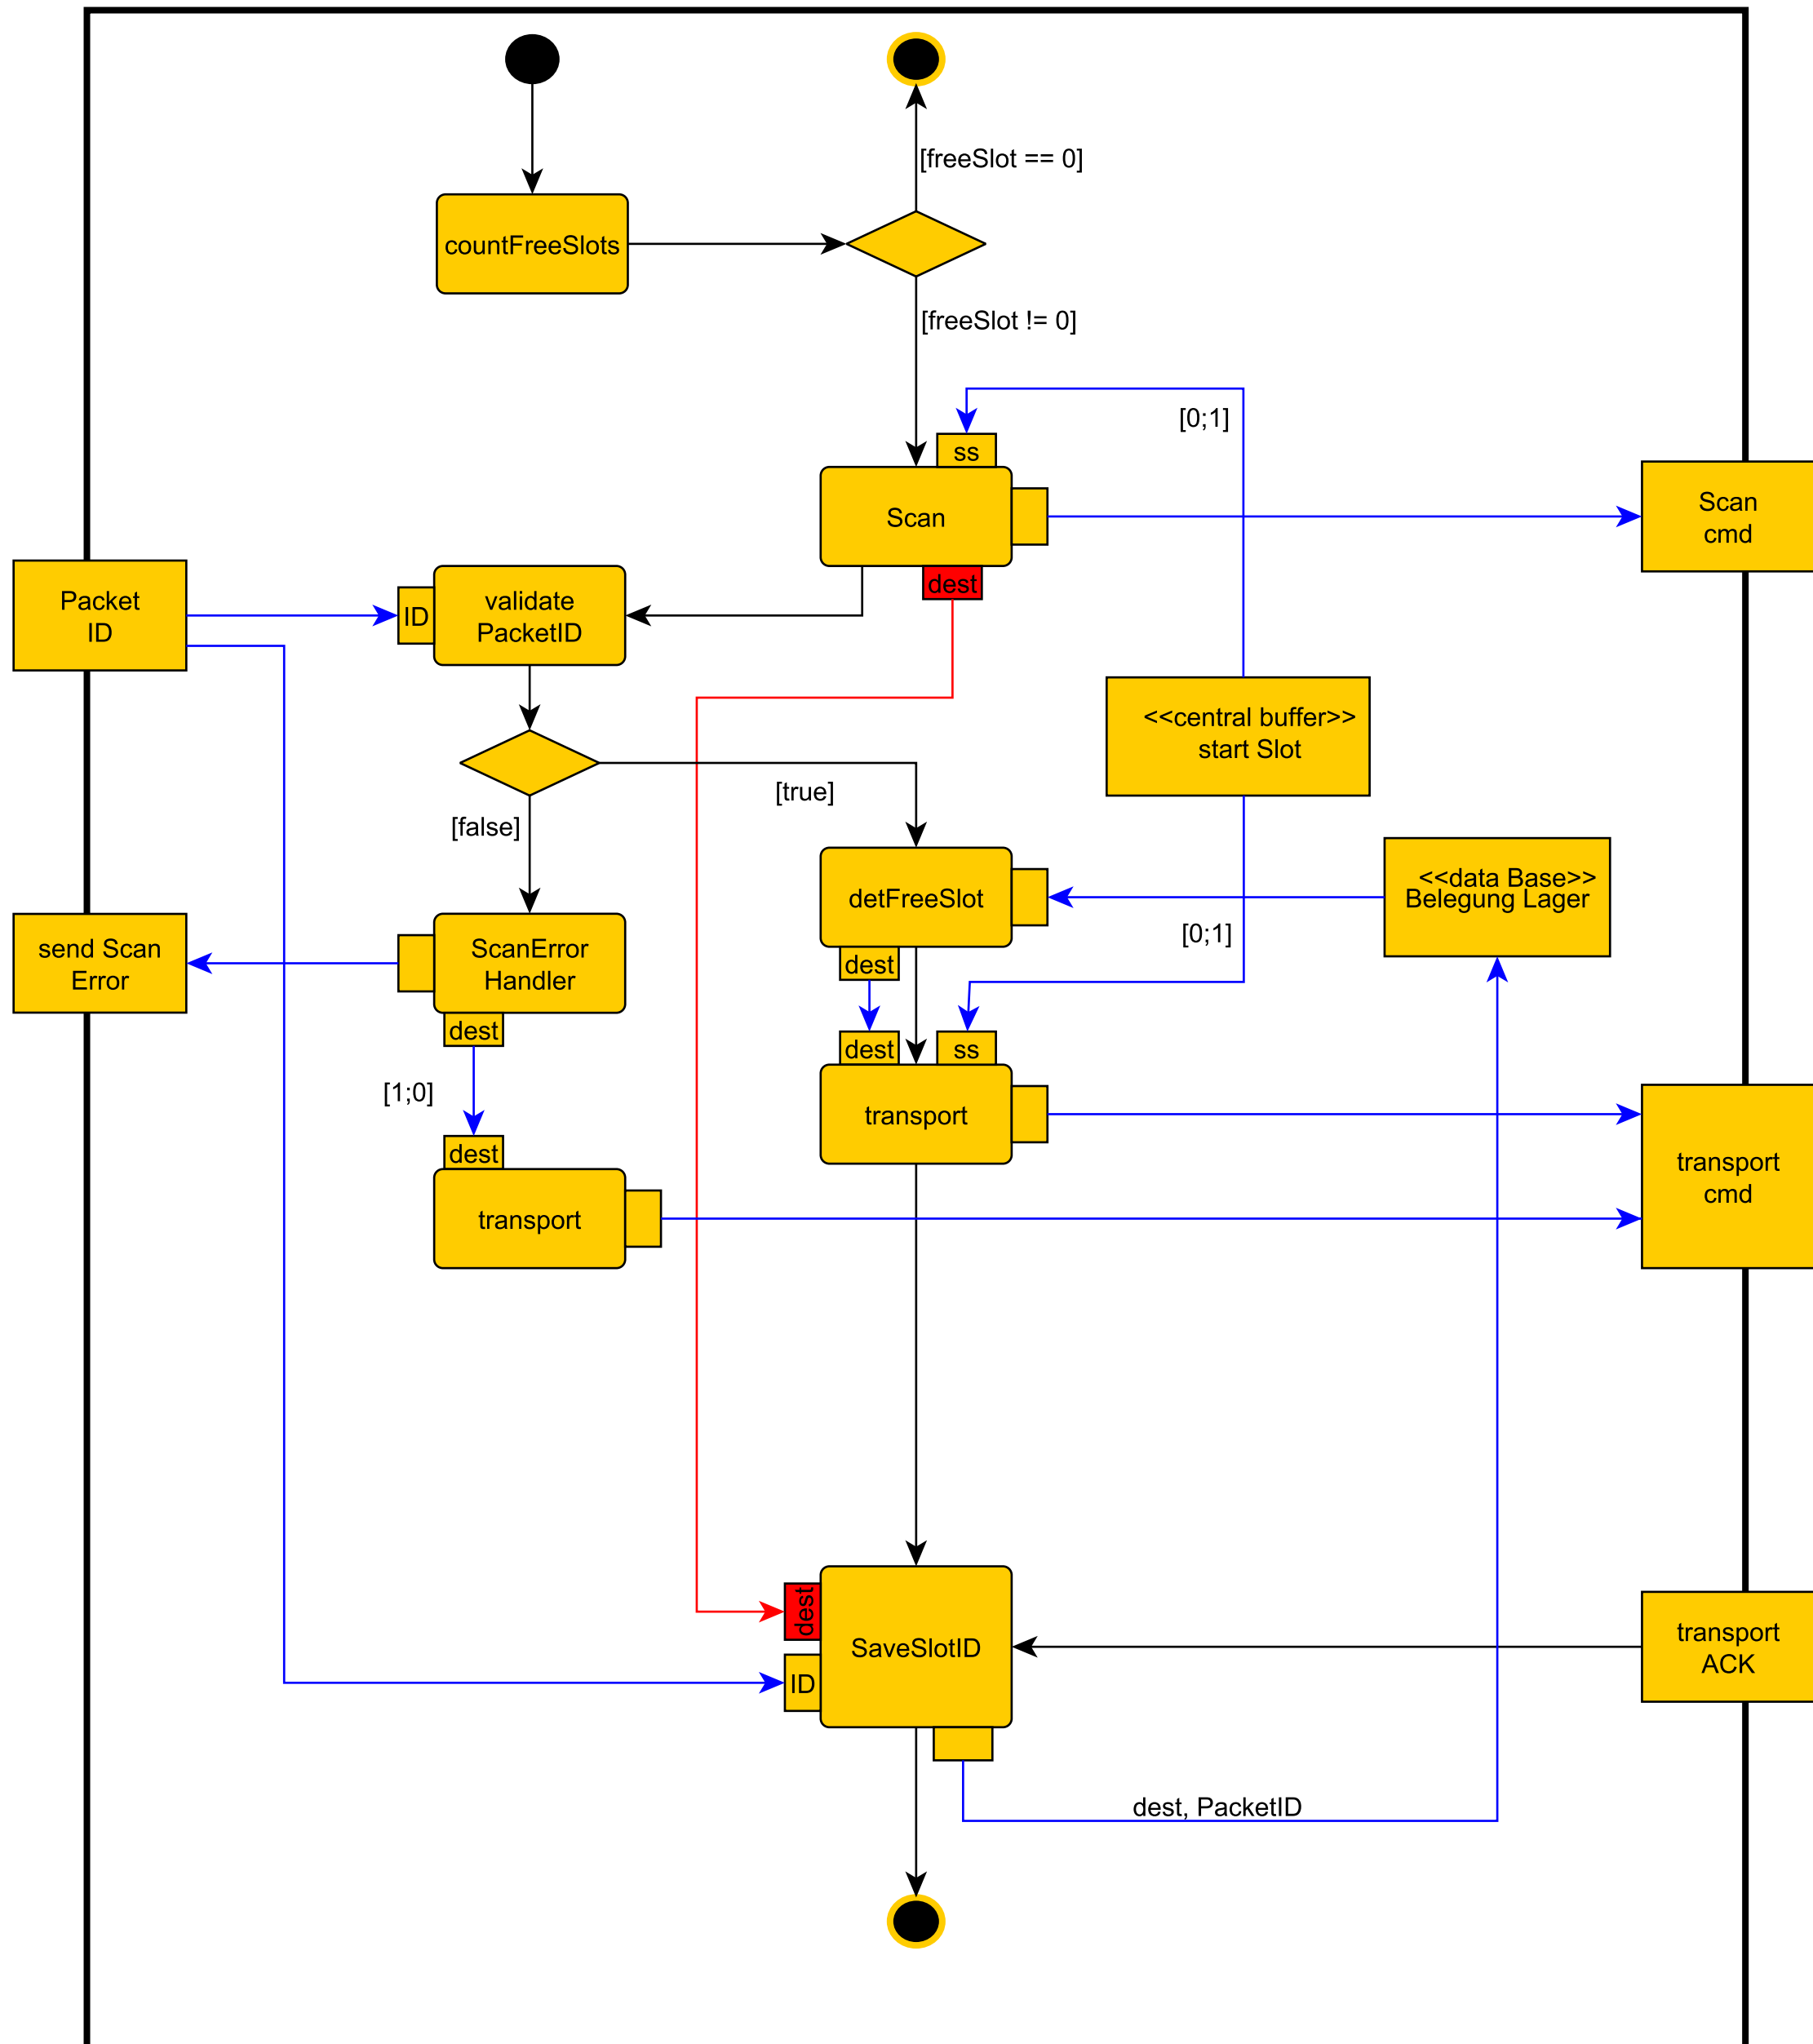 [freeSlot == 0]
countFreeSlots
[freeSlot != 0]
[0;1]
ss
Scan
Scan
cmd
dest
Packet
ID
ID
validate
PacketID
<<central buffer>>
start Slot
[true]
[false]
<<data Base>>
Belegung Lager
detFreeSlot
[0;1]
send Scan
Error
ScanError
Handler
dest
dest
dest
ss
[1;0]
transport
dest
transport
transport
cmd
dest
SaveSlotID
ID
transport
ACK
dest, PacketID